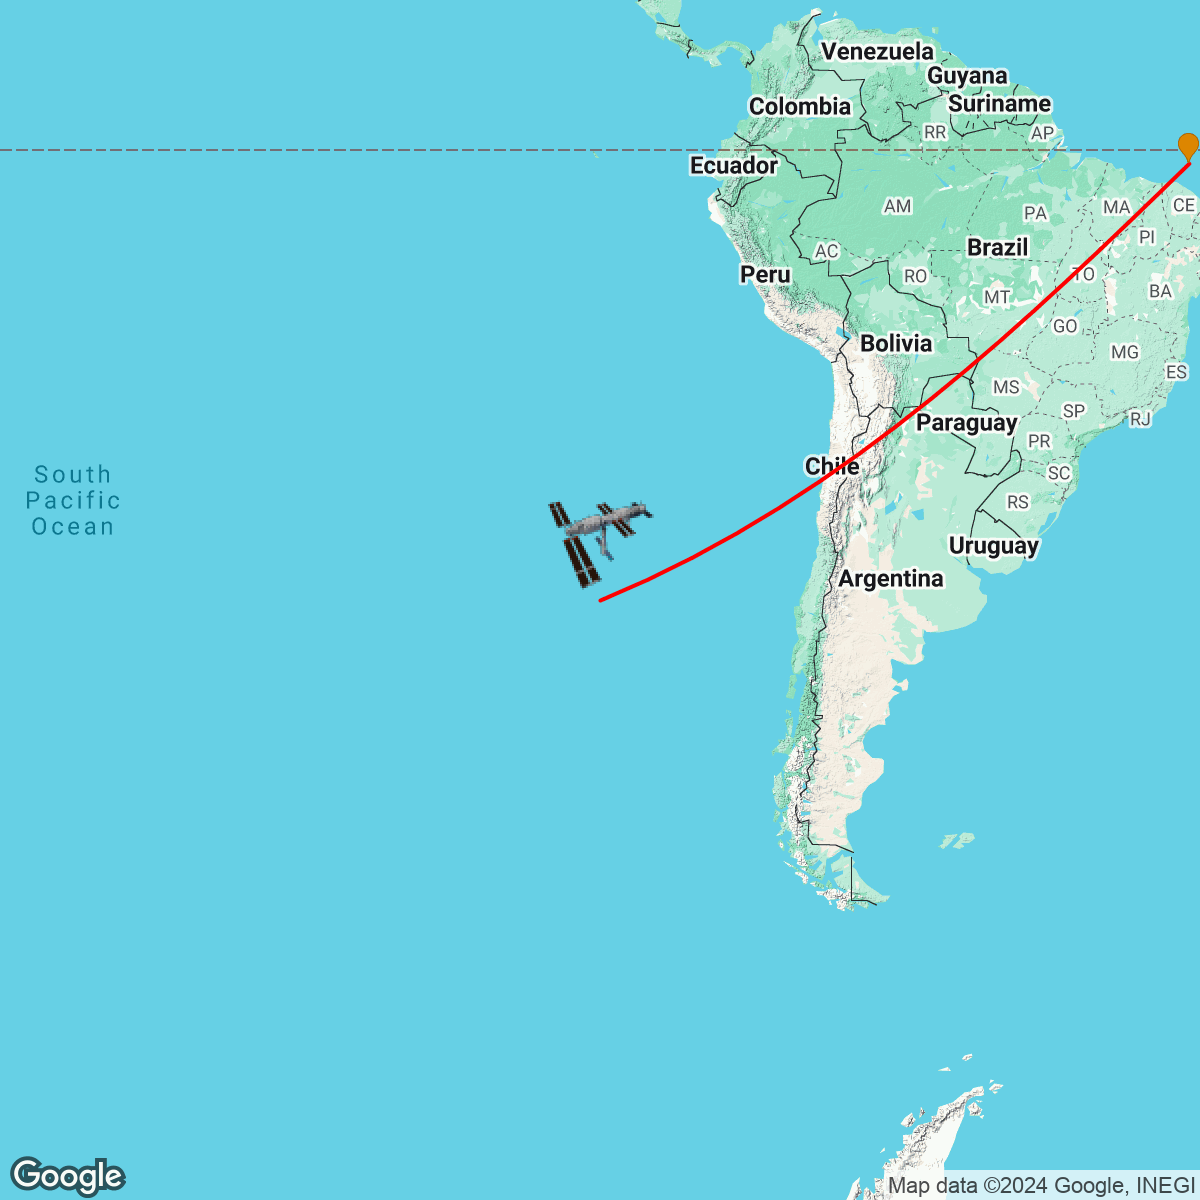 Venezuela
Guyana
Colombia
Suriname
RR
AP
Ecuador
AM
PA
MA
CE
PI
AC
Brazil
TO
Peru
RO
MT
BA
GO
Bolivia
MG
ES
MS
SP
RJ
Paraguay
PR
Chile
SC
South
Pacific
Ocean
RS
Uruguay
Argentina
Google
Map data ©2024 Google, INEGI